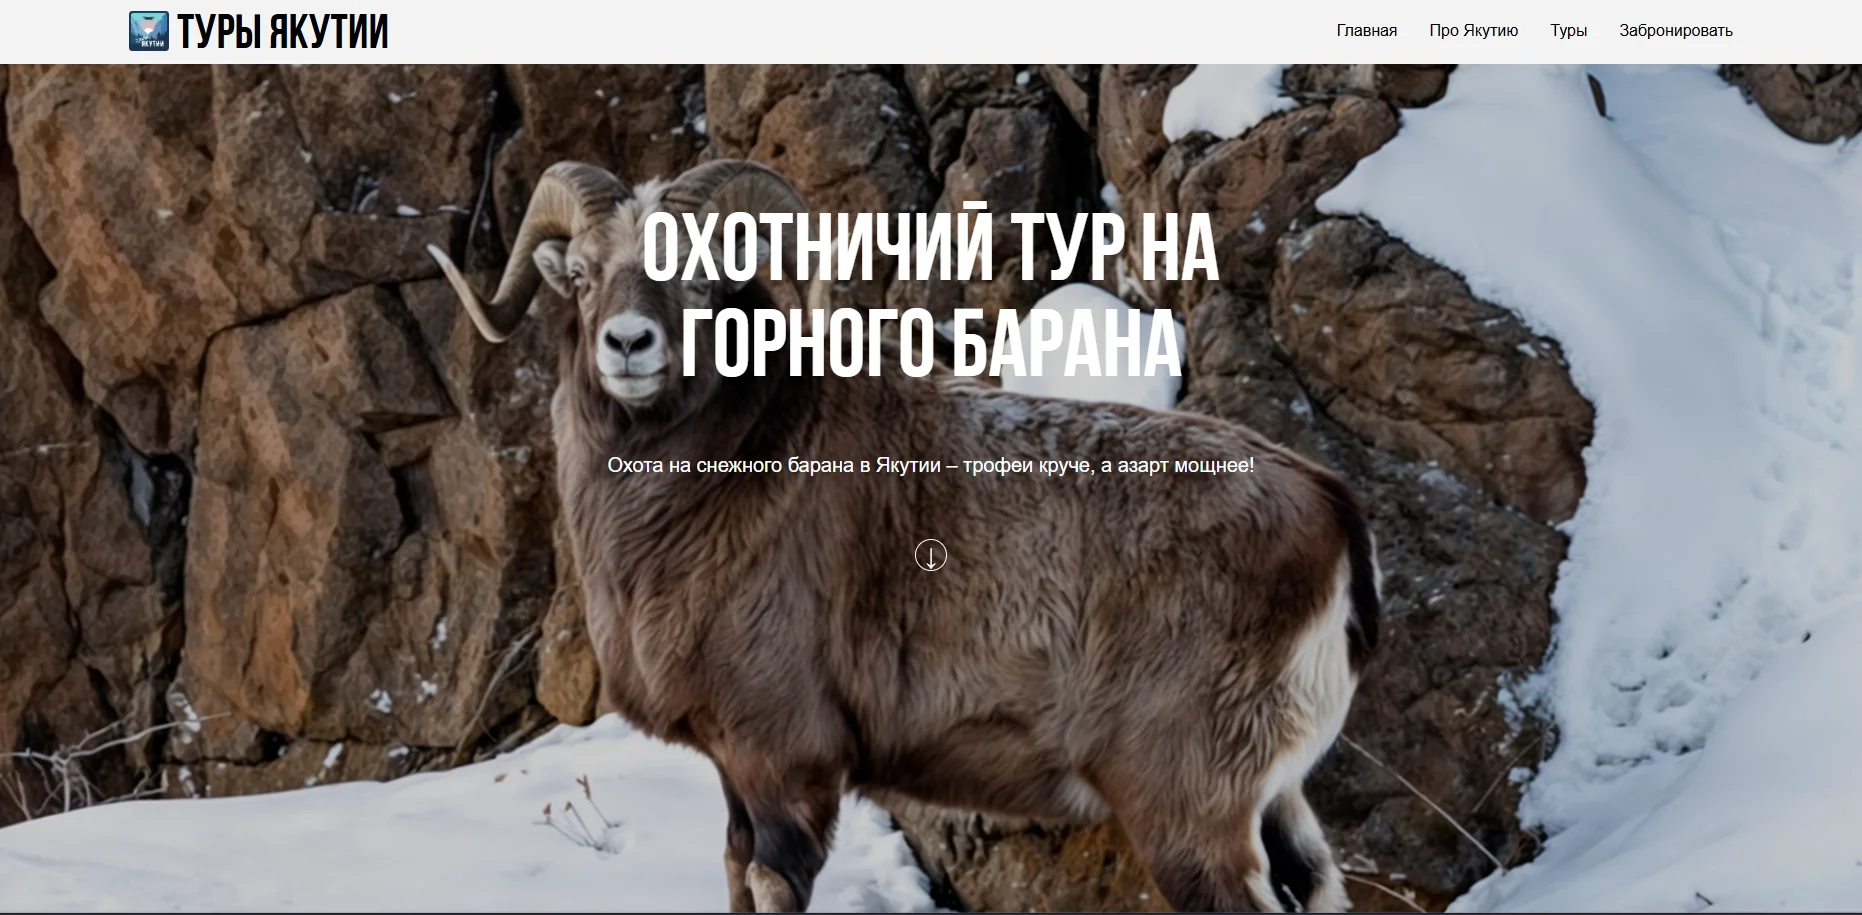 ЯКУТИИ
ТУРЫ ЯКУТИИ
Главная
Про Якутию
Туры
Забронировать
ОХОТНИЧИЙ ТУР НА
ГОРНОГО БАРАНА
Охота на снежного барана в Якутии – трофеи круче, а азарт мощнее!